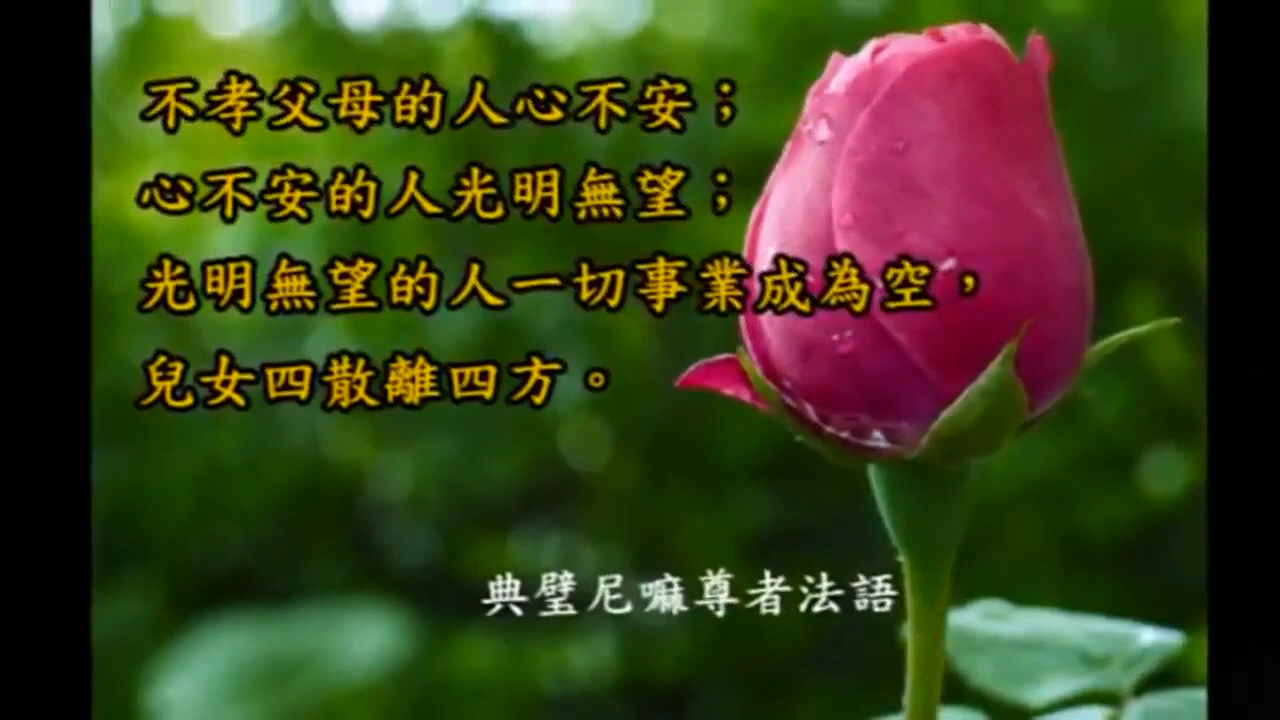 不孝父母的人心不安；
心不安的人光明無望；
光明無望的人一切事業成為空，
兒女四散離四方。
典璧尼嘛尊者法語